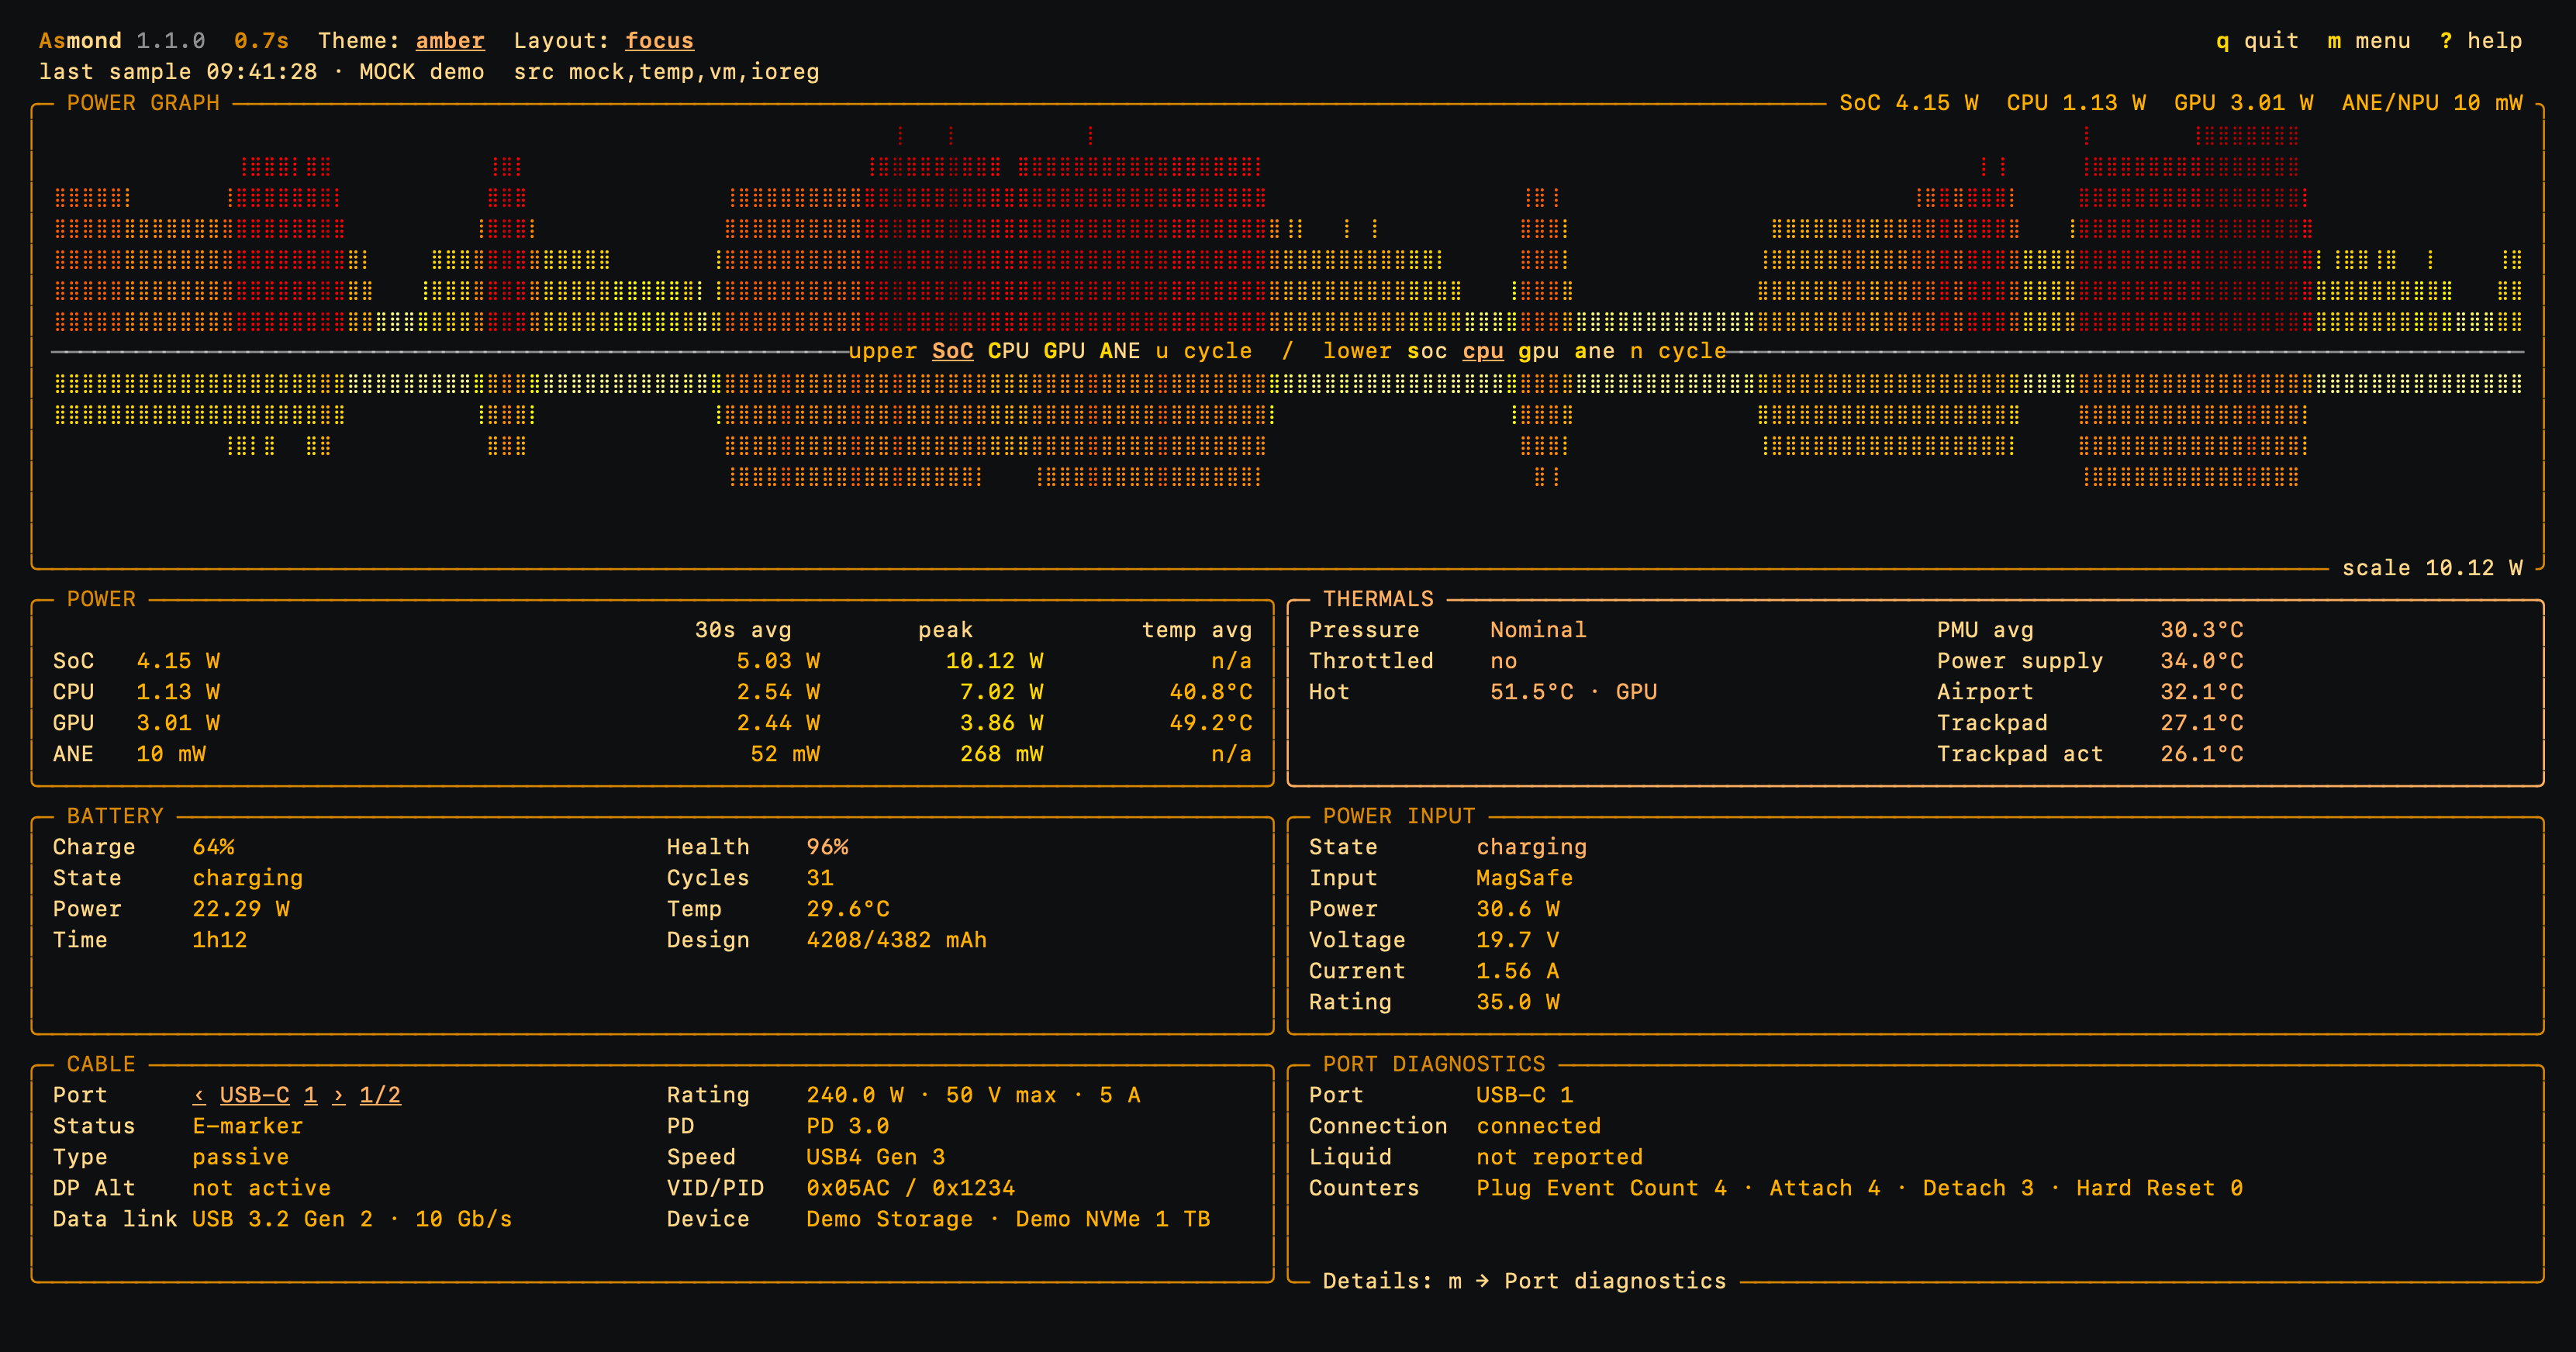 Asmond 1.1.0  0.7s  Theme: amber  Layout: focus  q quit  m menu  ? help
last sample 09:41:28 · MOCK demo  src mock,temp,vm,ioreg
POWER GRAPH  SoC 4.15 W  CPU 1.13 W  GPU 3.01 W  ANE/NPU 10 mW
upper SoC CPU GPU ANE u cycle  /  lower soc cpu gpu ane n cycle
scale 10.12 W
POWER
30s avg  peak  temp avg
SoC  4.15 W  5.03 W  10.12 W  n/a
CPU  1.13 W  2.54 W  7.02 W  40.8°C
GPU  3.01 W  2.44 W  3.86 W  49.2°C
ANE  10 mW  52 mW  268 mW  n/a
THERMALS
Pressure  Nominal  PMU avg  30.3°C
Throttled  no  Power supply  34.0°C
Hot  51.5°C · GPU  Airport  32.1°C
Trackpad  27.1°C
Trackpad act  26.1°C
BATTERY
Charge  64%  Health  96%
State  charging  Cycles  31
Power  22.29 W  Temp  29.6°C
Time  1h12  Design  4208/4382 mAh
POWER INPUT
State  charging
Input  MagSafe
Power  30.6 W
Voltage  19.7 V
Current  1.56 A
Rating  35.0 W
CABLE
Port  ‹ USB-C 1 › 1/2  Rating  240.0 W · 50 V max · 5 A
Status  E-marker  PD  PD 3.0
Type  passive  Speed  USB4 Gen 3
DP Alt  not active  VID/PID  0x05AC / 0x1234
Data link  USB 3.2 Gen 2 · 10 Gb/s  Device  Demo Storage · Demo NVMe 1 TB
PORT DIAGNOSTICS
Port  USB-C 1
Connection  connected
Liquid  not reported
Counters  Plug Event Count 4 · Attach 4 · Detach 3 · Hard Reset 0
Details: m → Port diagnostics